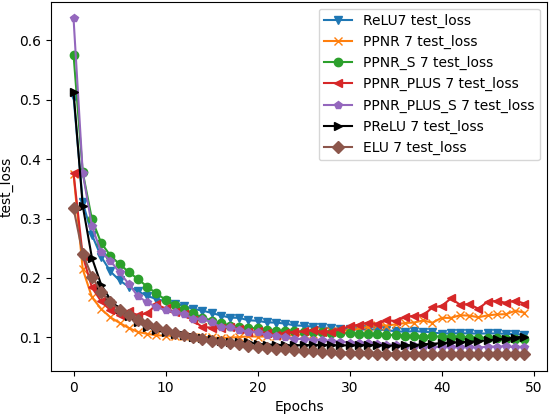 ReLU7 test_loss
PPNR 7 test_loss
PPNR_S 7 test_loss
PPNR_PLUS 7 test_loss
PPNR_PLUS_S 7 test_loss
PReLU 7 test_loss
ELU 7 test_loss
test_loss
0.6
0.5
0.4
0.3
0.2
0.1
0 10 20 30 40 50
Epochs